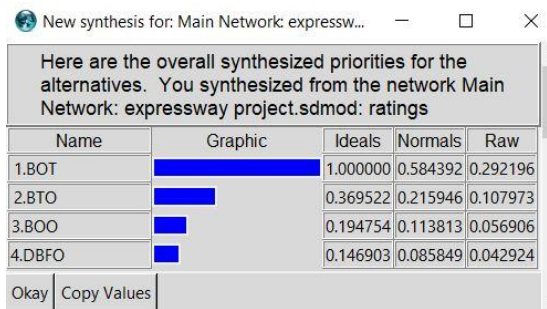 New synthesis for: Main Network: expressw...
Here are the overall synthesized priorities for the
alternatives. You synthesized from the network Main
Network: expressway project.sdmod: ratings
Name Graphic Ideals Normals Raw
1.BOT 1.000000 0.584392 0.292196
2.BTO 0.369522 0.215946 0.107973
3.BOO 0.194754 0.113813 0.056906
4.DBFO 0.146903 0.085849 0.042924
Okay Copy Values